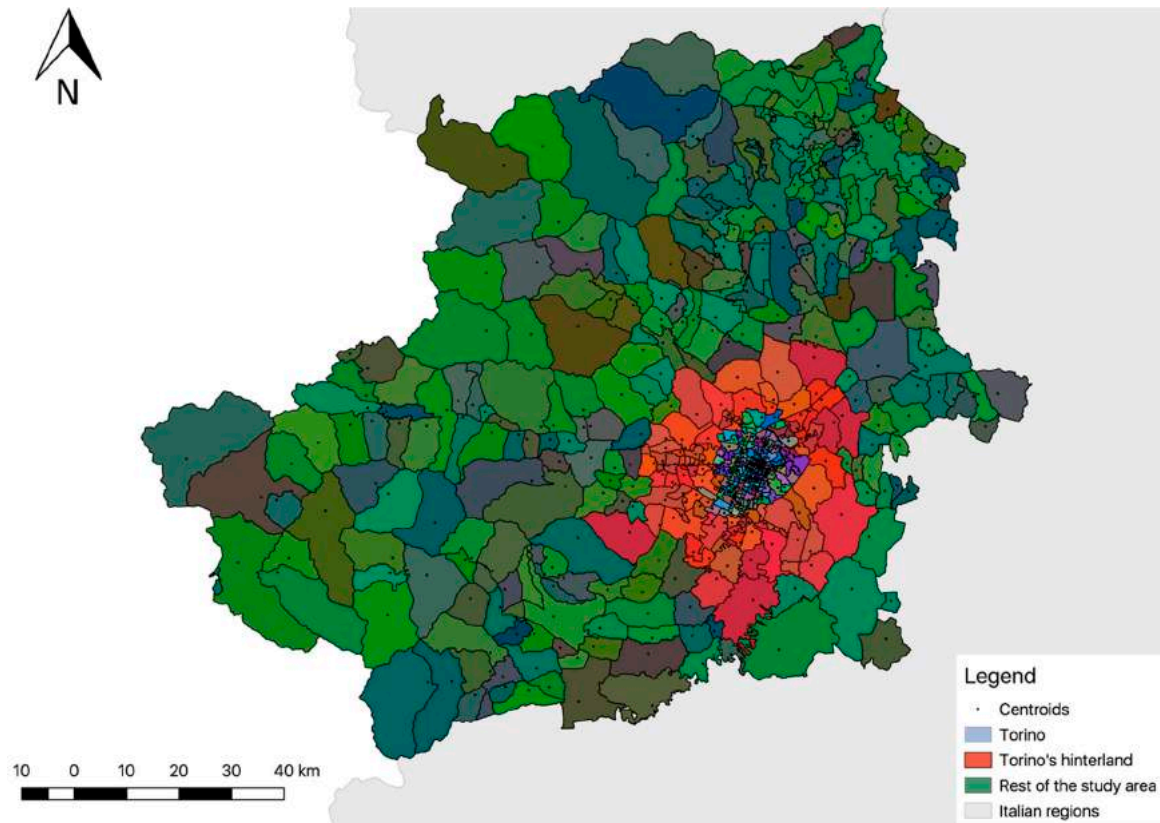 N
Legend
Centroids
Torino
Torino's hinterland
Rest of the study area
Italian regions
10 0 10 20 30 40 km